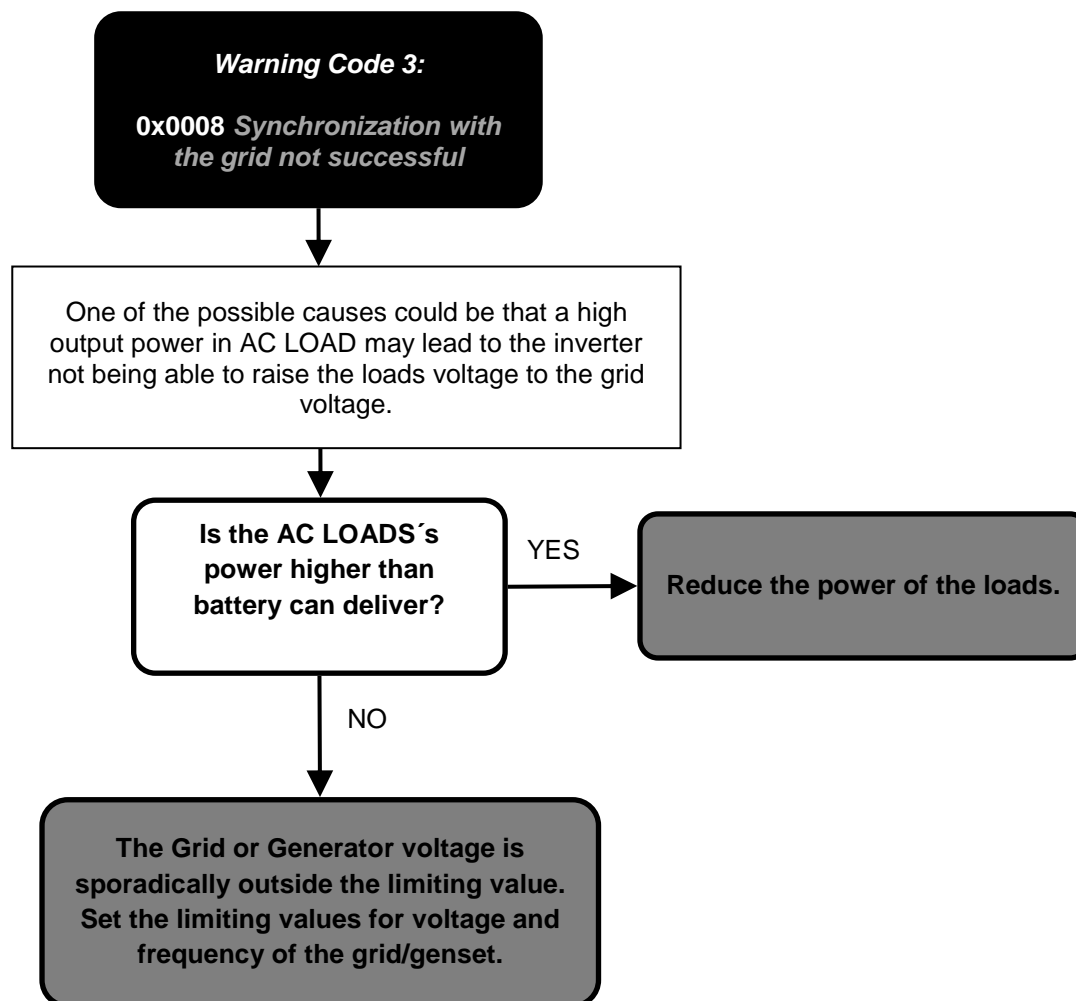 Warning Code 3:
0x0008 Synchronization with
the grid not successful
One of the possible causes could be that a high
output power in AC LOAD may lead to the inverter
not being able to raise the loads voltage to the grid
voltage.
Is the AC LOADS´s
power higher than
battery can deliver?
YES
Reduce the power of the loads.
NO
The Grid or Generator voltage is
sporadically outside the limiting value.
Set the limiting values for voltage and
frequency of the grid/genset.